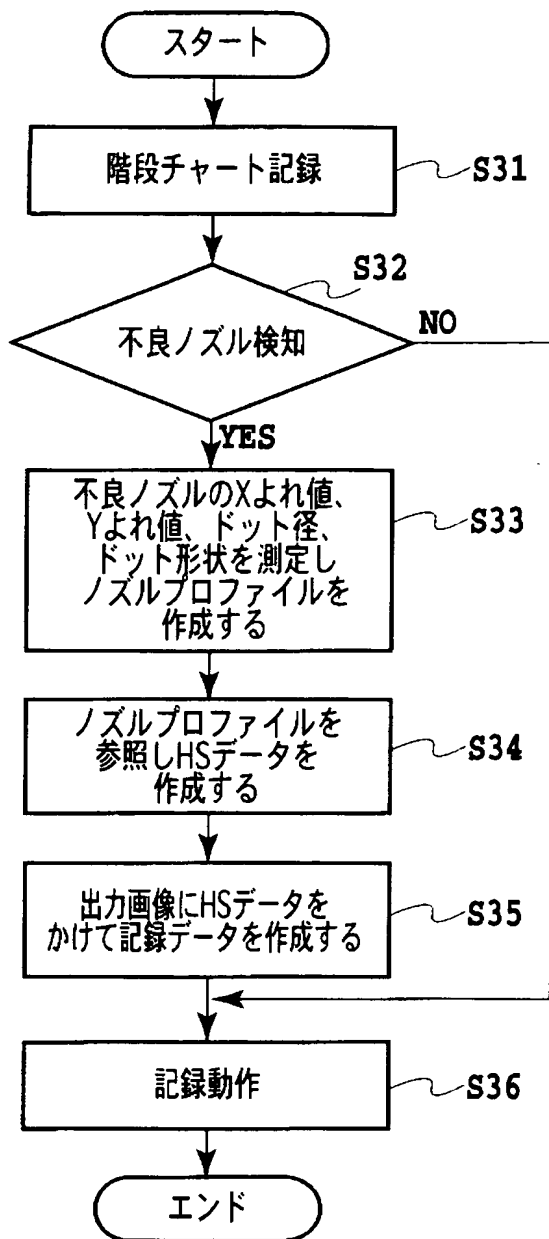 スタート
階段チャート記録
S31
S32
不良ノズル検知
NO
YES
不良ノズルのXよれ値、
Yよれ値、ドット径、
ドット形状を測定し
ノズルプロファイルを
作成する
S33
ノズルプロファイルを
参照しHSデータを
作成する
S34
出力画像にHSデータを
かけて記録データを作成する
S35
記録動作
S36
エンド